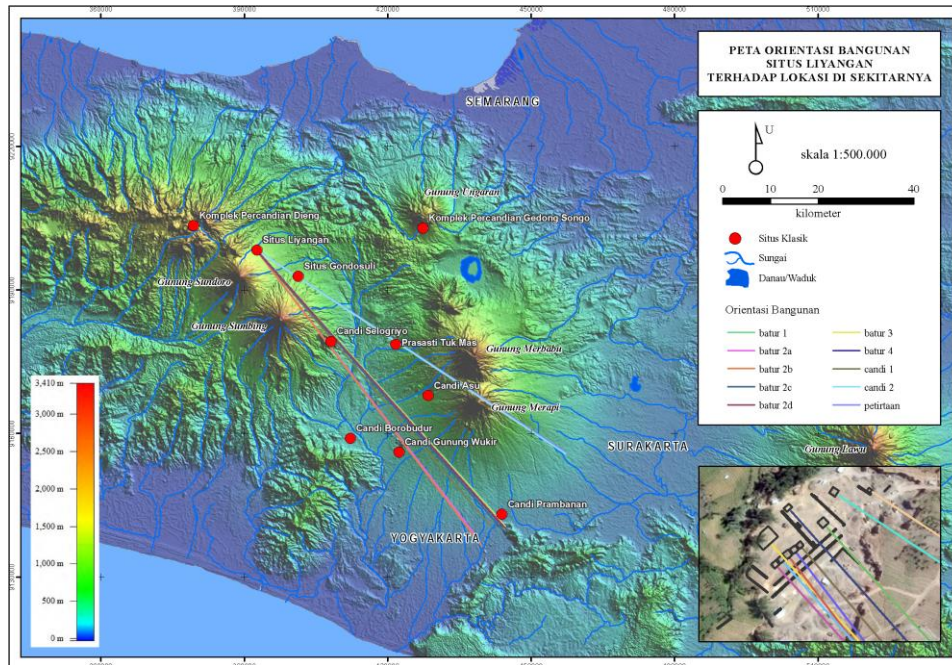 360000 390000 420000 450000 480000 510000
PETA ORIENTASI BANGUNAN
SITUS LIYANGAN
TERHADAP LOKASI DI SEKITARNYA
U
skala 1:500.000
0 10 20 40
kilometer
Situs Klasik
Sungai
Danau/Waduk
Orientasi Bangunan
batur 1
batur 2a
batur 2b
batur 2c
batur 2d
batur 3
batur 4
candi 1
candi 2
petirtaan
SEMARANG
Gunung Ungaran
Komplek Percandian Dieng
Komplek Percandian Gedong Songo
Situs Liyangan
Situs Gondosuli
Gunung Sundoro
Gunung Sumbing
Candi Selogriyo
Prasasti Tuk Mas
Gunung Merbabu
Candi Asu
Gunung Merapi
Candi Borobudur
Candi Gunung Wukir
SURAKARTA
Gunung Lawu
Candi Prambanan
YOGYAKARTA
3,410 m
3,000 m
2,500 m
2,000 m
1,500 m
1,000 m
500 m
0 m